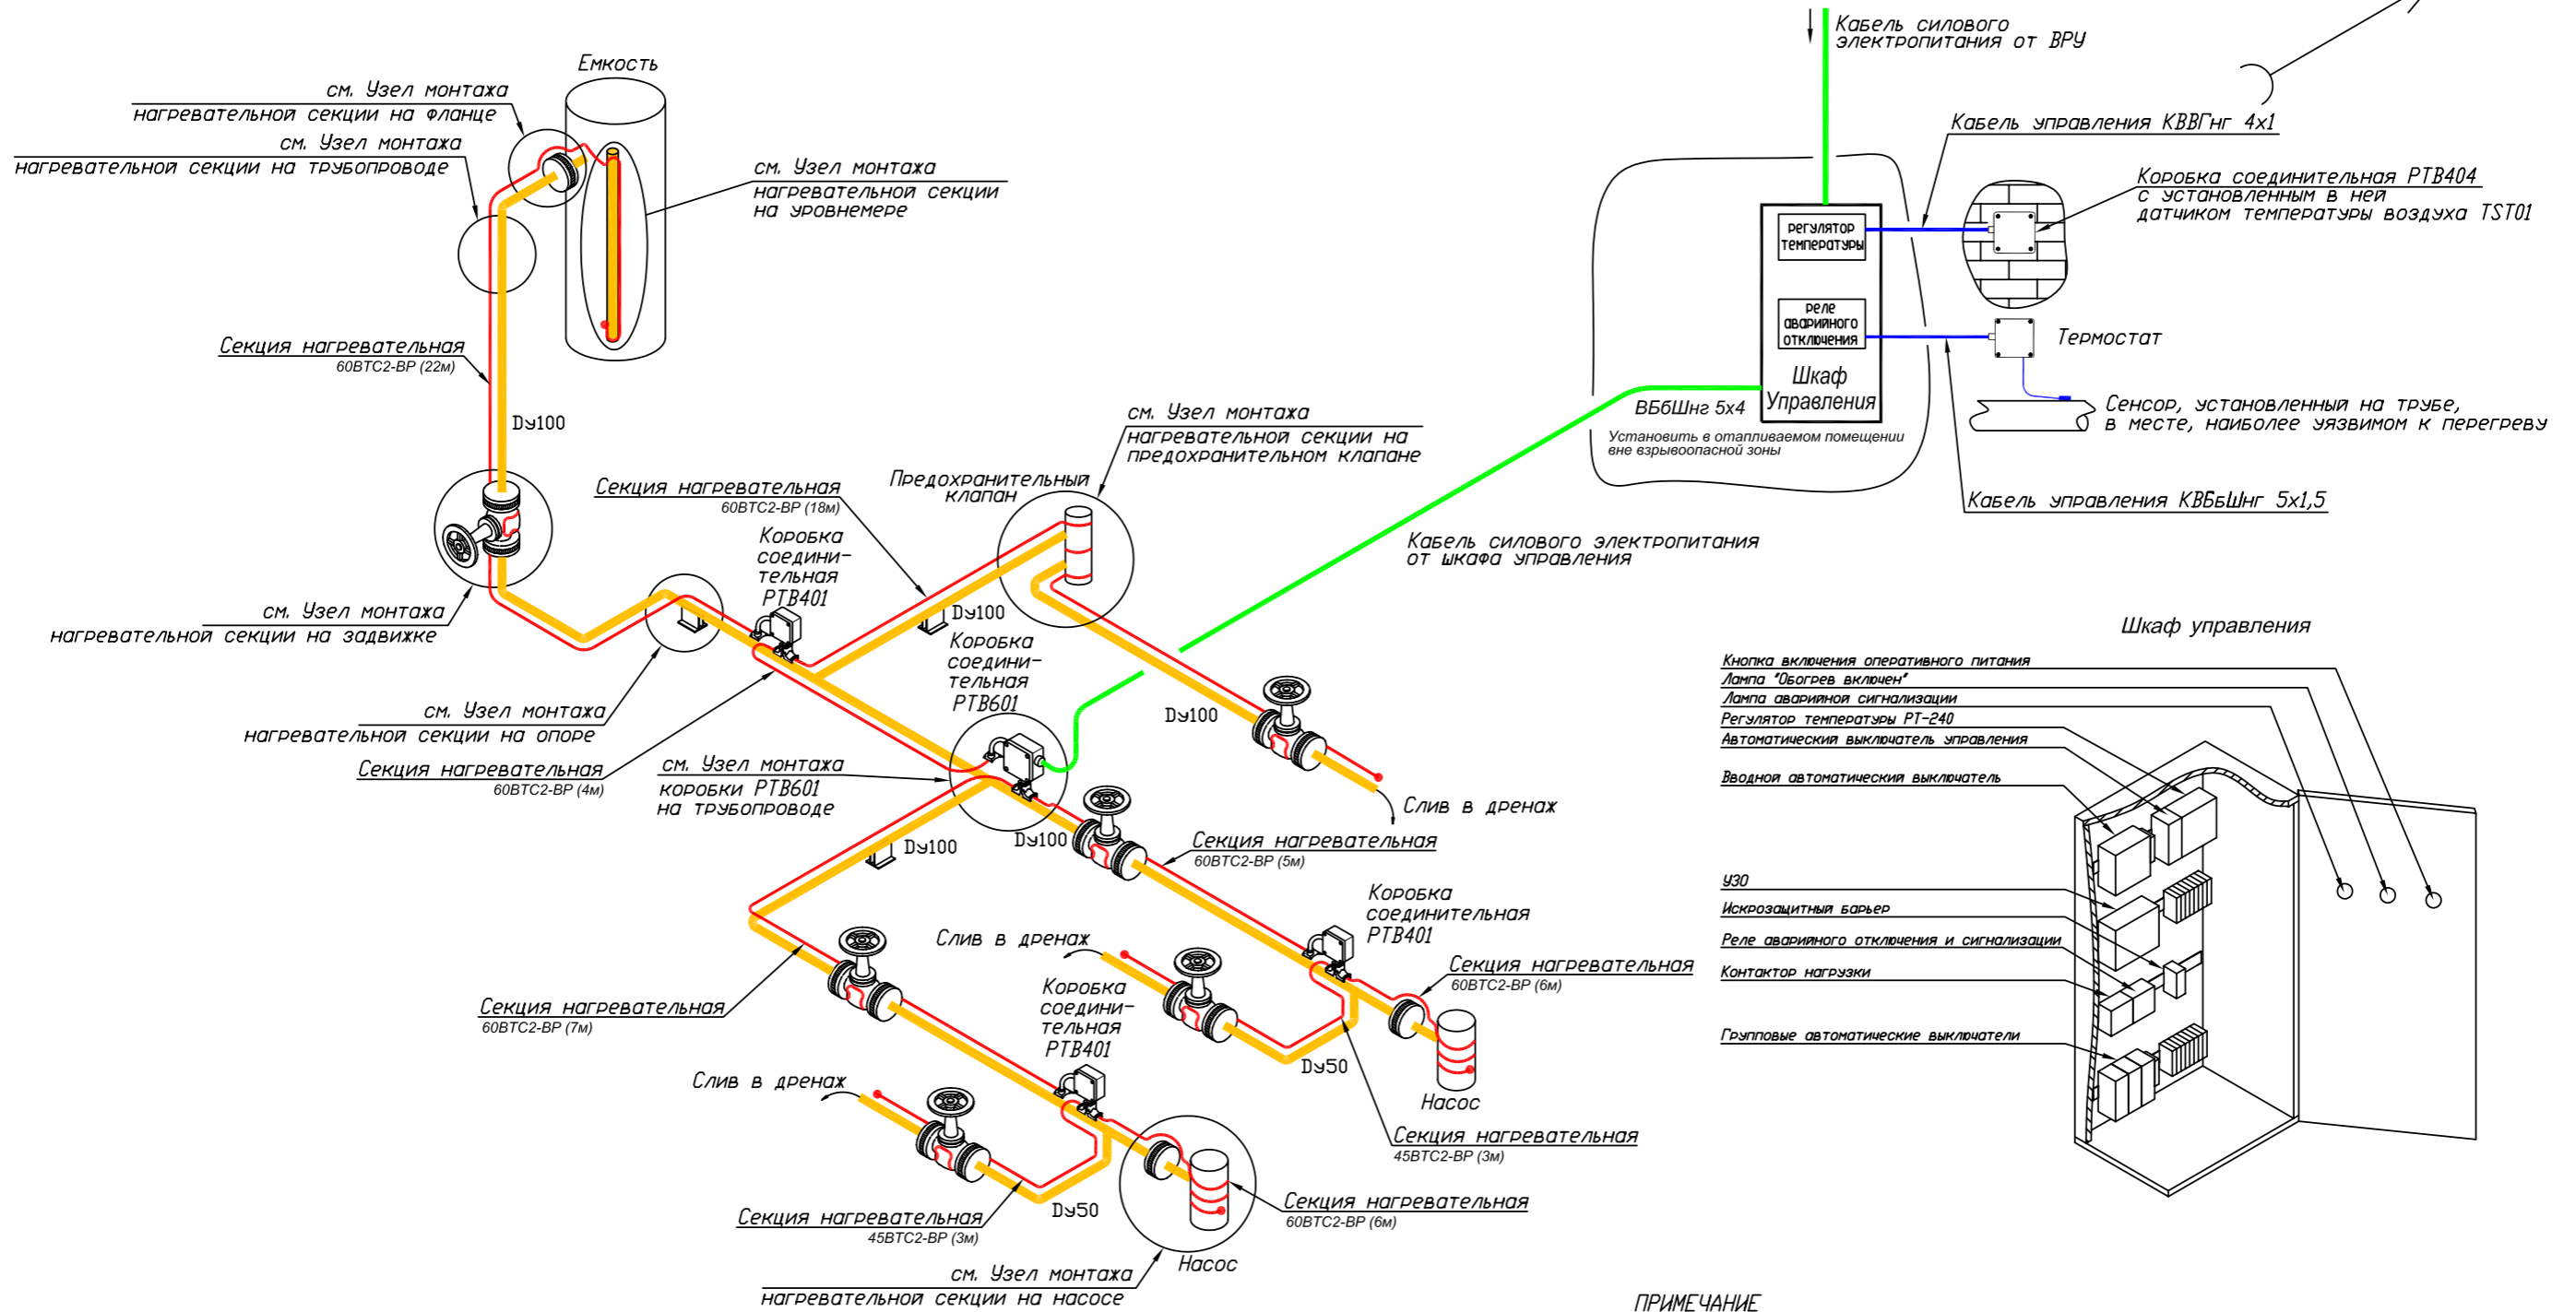 Емкость
см. Узел монтажа
нагревательной секции на фланце
см. Узел монтажа
нагревательной секции на трубопроводе
см. Узел монтажа
нагревательной секции
на уровнемере
Секция нагревательная
60ВТС2-ВР (22м)
Dу100
см. Узел монтажа
нагревательной секции на задвижке
см. Узел монтажа
нагревательной секции на опоре
Секция нагревательная
60ВТС2-ВР (4м)
Секция нагревательная
60ВТС2-ВР (18м)
Коробка
соедини-
тельная
РТВ401
Предохранительный
клапан
см. Узел монтажа
нагревательной секции на
предохранительном клапане
Dу100
Коробка
соедини-
тельная
РТВ601
см. Узел монтажа
коробки РТВ601
на трубопроводе
Dу100
Слив в дренаж
Dу100
Dу100
Секция нагревательная
60ВТС2-ВР (5м)
Коробка
соединительная
РТВ401
Секция нагревательная
60ВТС2-ВР (6м)
Слив в дренаж
Секция нагревательная
60ВТС2-ВР (7м)
Коробка
соедини-
тельная
РТВ401
Dу50
Насос
Секция нагревательная
45ВТС2-ВР (3м)
Слив в дренаж
Dу50
Секция нагревательная
45ВТС2-ВР (3м)
Секция нагревательная
60ВТС2-ВР (6м)
Насос
см. Узел монтажа
нагревательной секции на насосе
Кабель силового
электропитания от ВРУ
Кабель управления КВВГнг 4х1
Коробка соединительная РТВ404
с установленным в ней
датчиком температуры воздуха TST01
регулятор
температуры
реле
аварийного
отключения
Шкаф
Управления
Термостат
Сенсор, установленный на трубе,
в месте, наиболее уязвимом к перегреву
ВБбШнг 5х4
Установить в отапливаемом помещении
вне взрывоопасной зоны
Кабель управления КВБбШнг 5х1,5
Кабель силового электропитания
от шкафа управления
Шкаф управления
Кнопка включения оперативного питания
Лампа "Обогрев включен"
Лампа аварийной сигнализации
Регулятор температуры РТ-240
Автоматический выключатель управления
Вводной автоматический выключатель
УЗО
Искрозащитный барьер
Реле аварийного отключения и сигнализации
Контактор нагрузки
Групповые автоматические выключатели
ПРИМЕЧАНИЕ